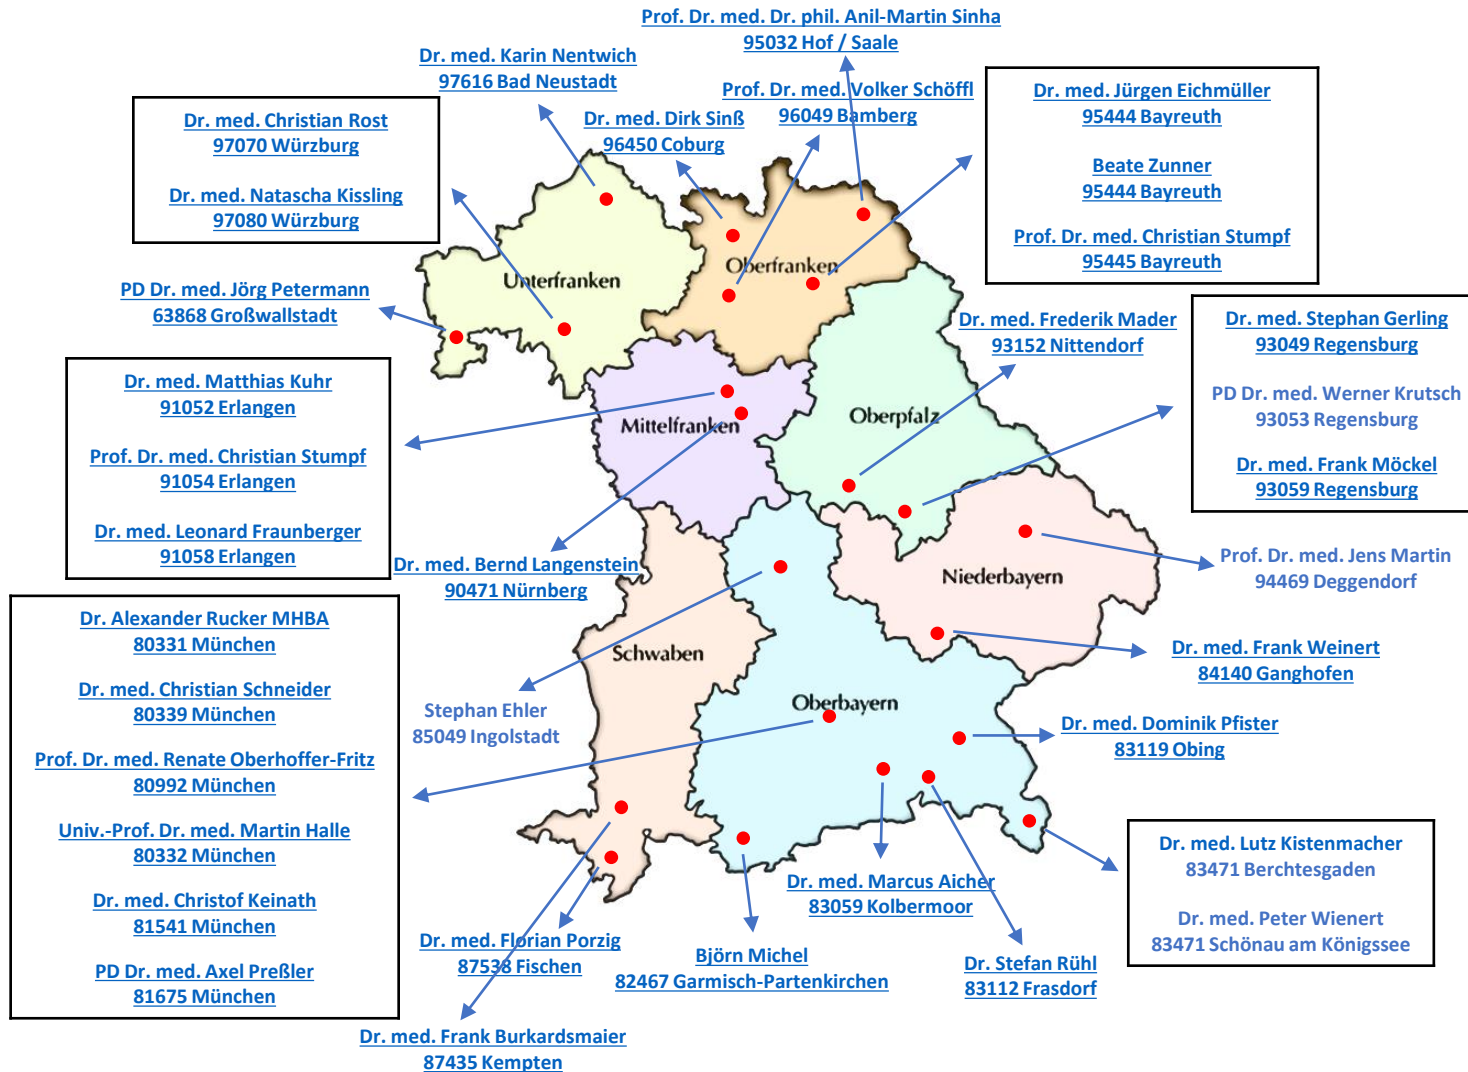 Prof. Dr. med. Dr. phil. Anil-Martin Sinha
95032 Hof / Saale
Dr. med. Karin Nentwich
97616 Bad Neustadt
Prof. Dr. med. Volker Schöffl
96049 Bamberg
Dr. med. Dirk Sinß
96450 Coburg
Dr. med. Jürgen Eichmüller
95444 Bayreuth
Beate Zunner
95444 Bayreuth
Prof. Dr. med. Christian Stumpf
95445 Bayreuth
Dr. med. Christian Rost
97070 Würzburg
Dr. med. Natascha Kissling
97080 Würzburg
Unterfranken
Oberfranken
PD Dr. med. Jörg Petermann
63868 Großwallstadt
Dr. med. Frederik Mader
93152 Nittendorf
Dr. med. Stephan Gerling
93049 Regensburg
PD Dr. med. Werner Krutsch
93053 Regensburg
Dr. med. Frank Möckel
93059 Regensburg
Dr. med. Matthias Kuhr
91052 Erlangen
Prof. Dr. med. Christian Stumpf
91054 Erlangen
Dr. med. Leonard Fraunberger
91058 Erlangen
Mittelfranken
Oberpfalz
Dr. med. Bernd Langenstein
90471 Nürnberg
Niederbayern
Prof. Dr. med. Jens Martin
94469 Deggendorf
Dr. Alexander Rucker MHBA
80331 München
Dr. med. Christian Schneider
80339 München
Prof. Dr. med. Renate Oberhoffer-Fritz
80992 München
Univ.-Prof. Dr. med. Martin Halle
80332 München
Dr. med. Christof Keinath
81541 München
PD Dr. med. Axel Preßler
81675 München
Schwaben
Stephan Ehler
85049 Ingolstadt
Oberbayern
Dr. med. Frank Weinert
84140 Ganghofen
Dr. med. Dominik Pfister
83119 Obing
Dr. med. Lutz Kistenmacher
83471 Berchtesgaden
Dr. med. Peter Wienert
83471 Schönau am Königssee
Dr. med. Marcus Aicher
83059 Kolbermoor
Dr. med. Florian Porzig
87538 Fischen
Björn Michel
82467 Garmisch-Partenkirchen
Dr. Stefan Rühl
83112 Frasdorf
Dr. med. Frank Burkardsmaier
87435 Kempten